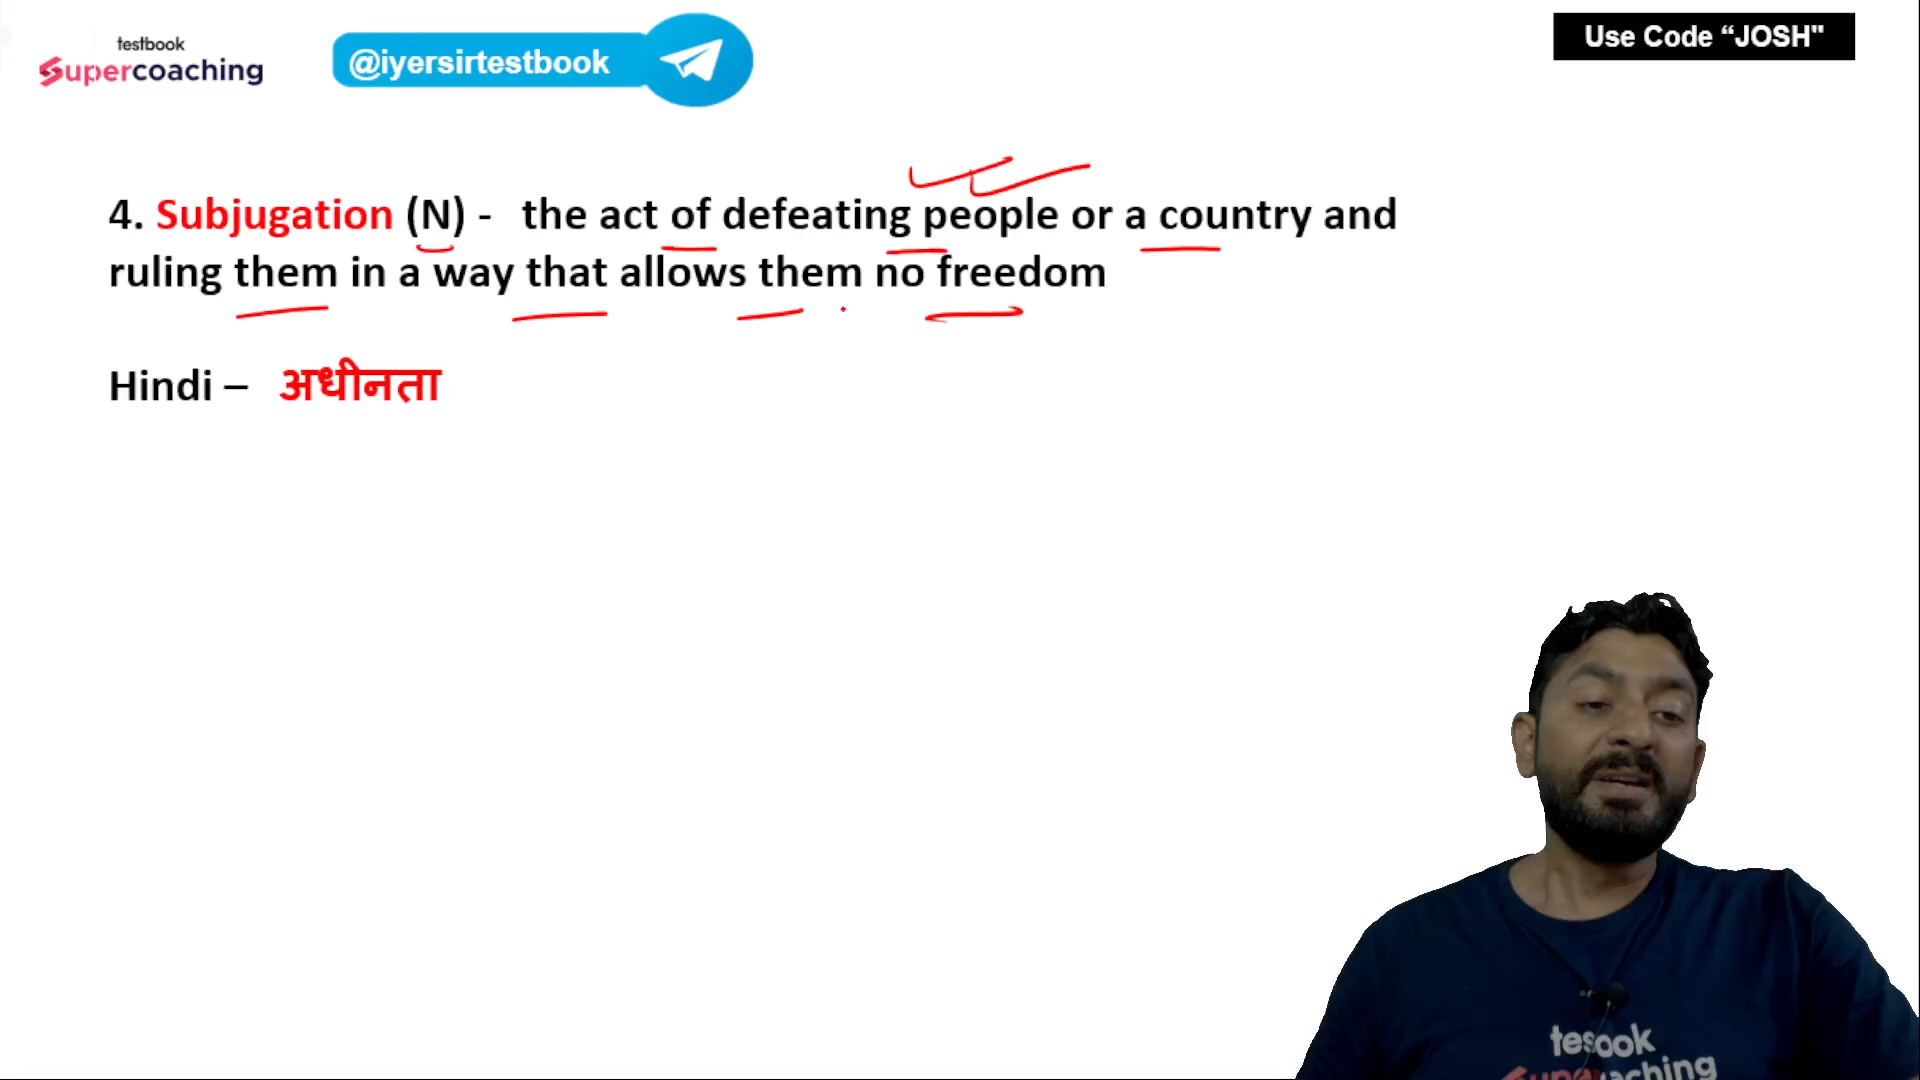 testbook
Supercoaching
@iyersirtestbook
Use Code “JOSH"
4. Subjugation (N) - the act of defeating people or a country and
ruling them in a way that allows them no freedom
Hindi – अधीनता